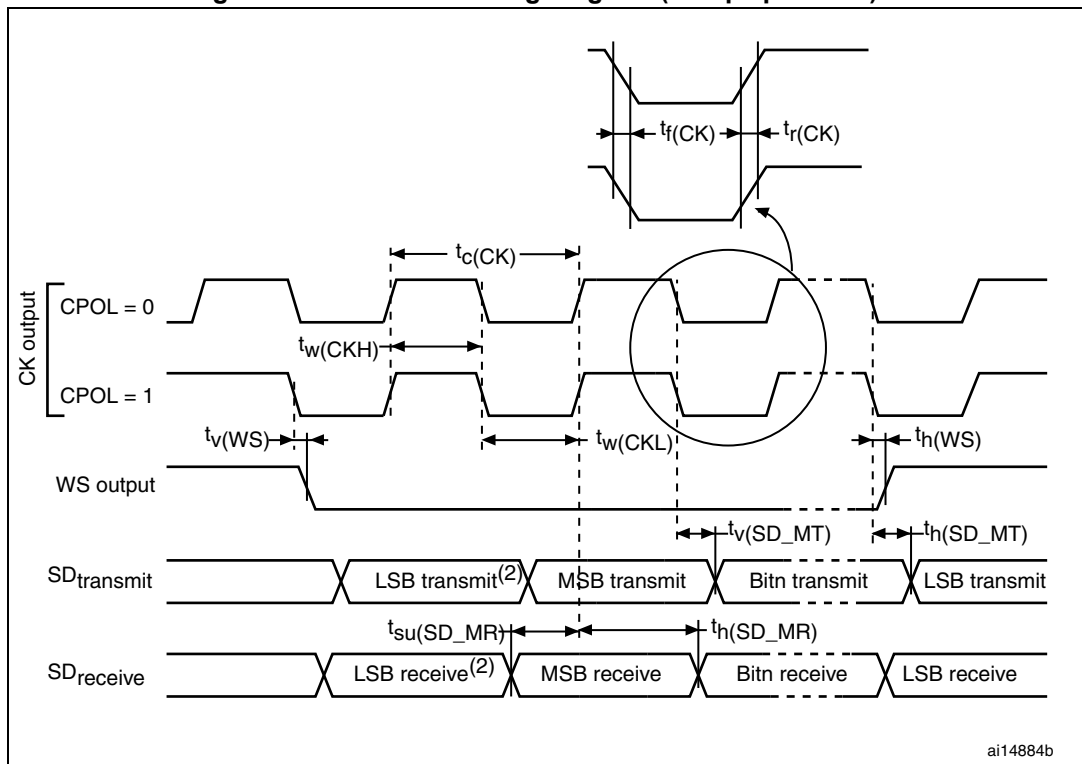 tf(CK)
tr(CK)
tc(CK)
CK output
CPOL = 0
tw(CKH)
CPOL = 1
tv(WS)
tw(CKL)
th(WS)
WS output
tv(SD_MT)
th(SD_MT)
SDtransmit
LSB transmit(2)
MSB transmit
Bitn transmit
LSB transmit
tsu(SD_MR)
th(SD_MR)
SDreceive
LSB receive(2)
MSB receive
Bitn receive
LSB receive
ai14884b